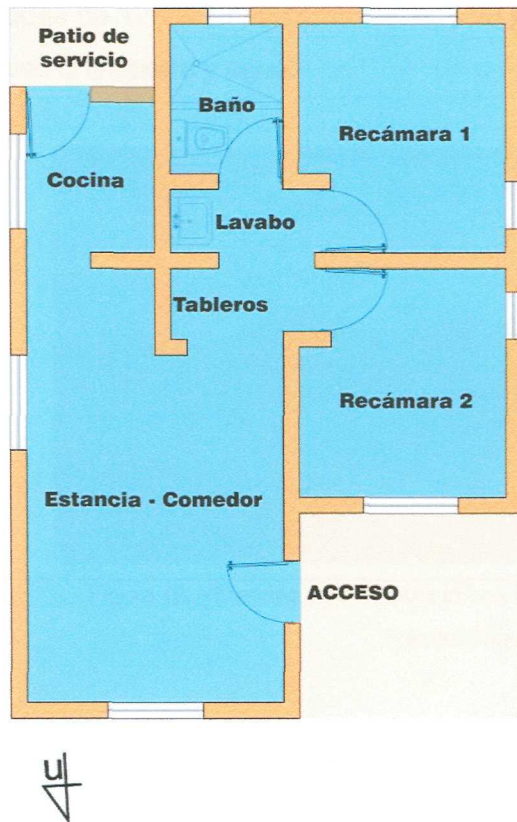 Patio de
servicio
Baño
Recámara 1
Cocina
Lavabo
Tableros
Recámara 2
Estancia - Comedor
ACCESO
n